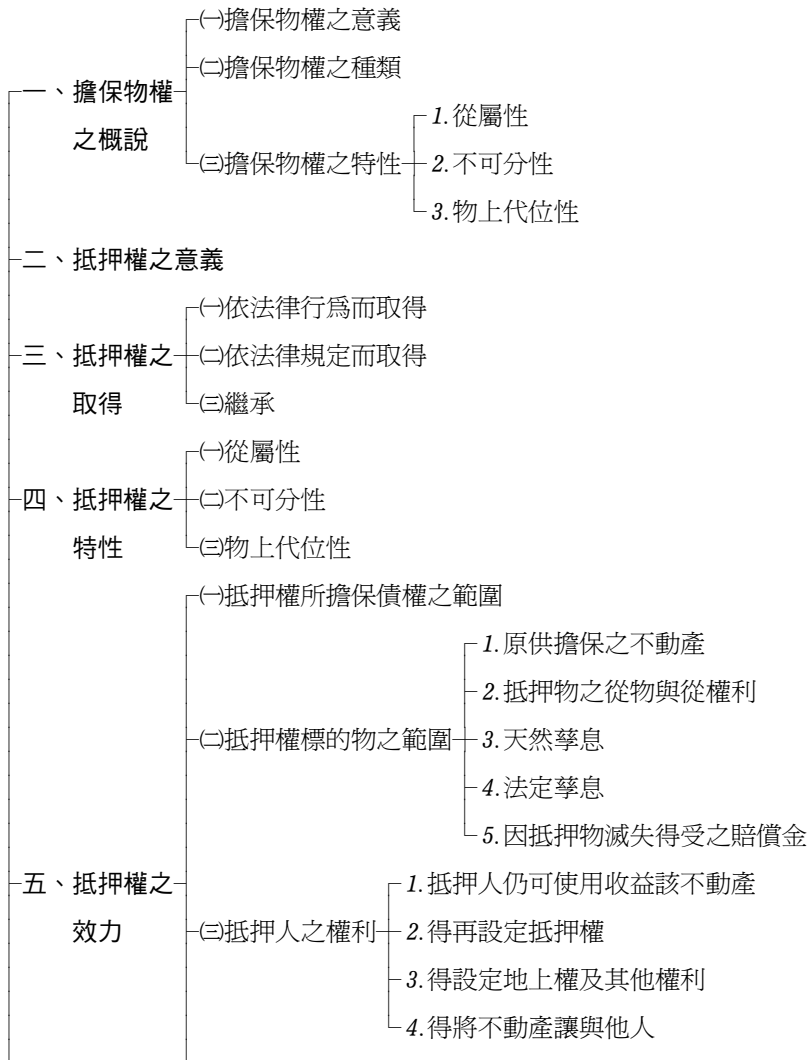 ㈠擔保物權之意義
㈡擔保物權之種類
一、擔保物權
之概說
1.從屬性
㈢擔保物權之特性
2.不可分性
3.物上代位性
二、抵押權之意義
㈠依法律行為而取得
三、抵押權之
㈡依法律規定而取得
取得
㈢繼承
㈠從屬性
四、抵押權之
㈡不可分性
特性
㈢物上代位性
㈠抵押權所擔保債權之範圍
1.原供擔保之不動產
2.抵押物之從物與從權利
㈡抵押權標的物之範圍
3.天然孳息
4.法定孳息
5.因抵押物滅失得受之賠償金
五、抵押權之
效力
1.抵押人仍可使用收益該不動產
㈢抵押人之權利
2.得再設定抵押權
3.得設定地上權及其他權利
4.得將不動產讓與他人